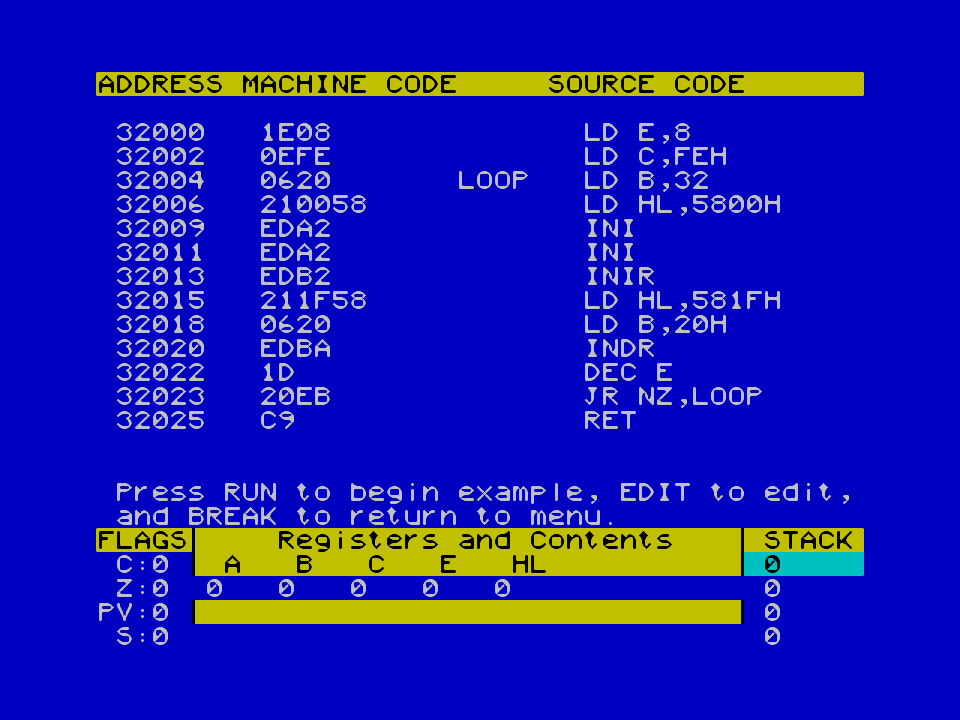 ADDRESS MACHINE CODE SOURCE CODE
32000 1E08 LD E,8
32002 0EFE LD C,FEH
32004 0620 LOOP LD B,32
32006 210058 LD HL,5800H
32009 EDA2 INI
32011 EDA2 INI
32013 EDB2 INIR
32015 211F58 LD HL,581FH
32018 0620 LD B,20H
32020 EDBA INDR
32022 1D DEC E
32023 20EB JR NZ,LOOP
32025 C9 RET
Press RUN to begin example, EDIT to edit,
and BREAK to return to menu.
FLAGS Registers and Contents STACK
C:0 A B C E HL 0
Z:0 0 0 0 0 0 0
PV:0 0
S:0 0